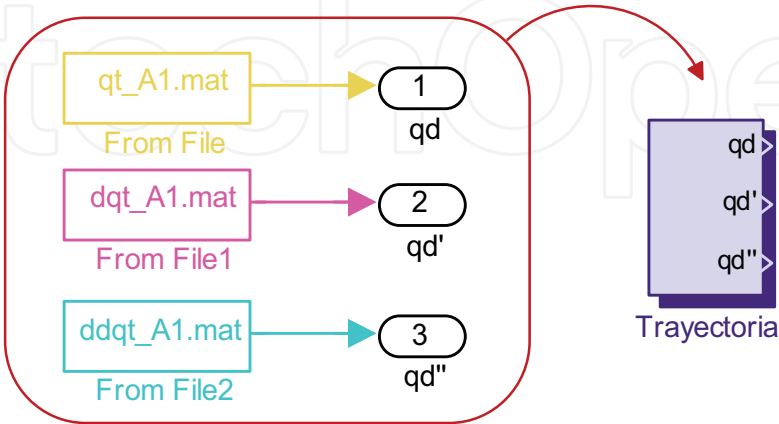 qt_A1.mat
From File
1
qd
dqt_A1.mat
From File1
2
qd'
ddqt_A1.mat
From File2
3
qd"
qd
qd'
qd"
Trayectoria